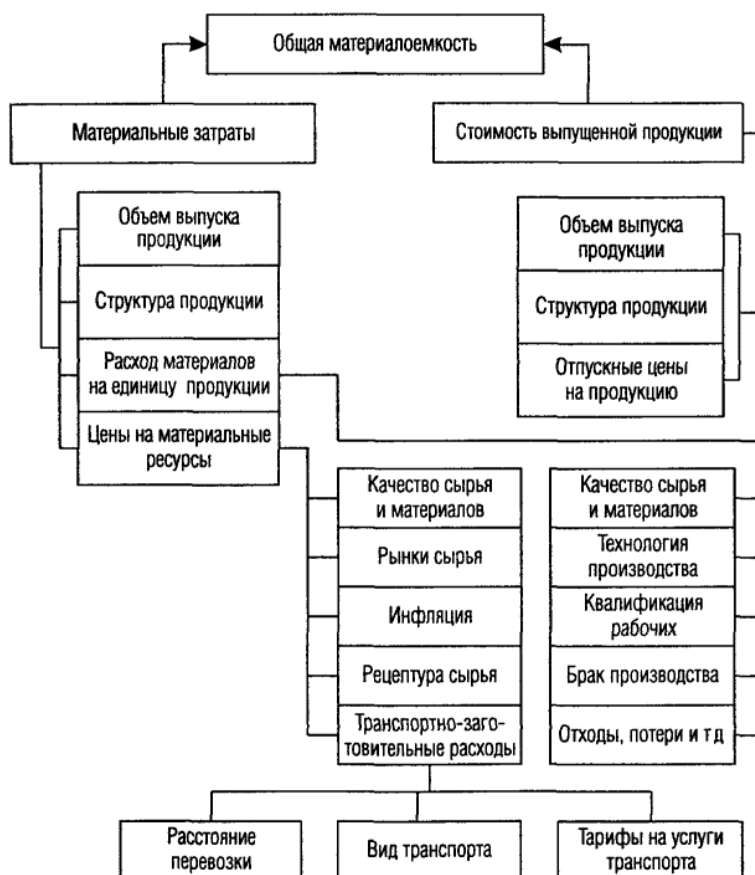 Общая материалоемкость
Материальные затраты
Стоимость выпущенной продукции
Объем выпуска
продукции
Структура продукции
Расход материалов
на единицу продукции
Цены на материальные
ресурсы
Объем выпуска
продукции
Структура продукции
Отпускные цены
на продукцию
Качество сырья
и материалов
Рынки сырья
Инфляция
Рецептура сырья
Транспортно-заго-
товительные расходы
Качество сырья
и материалов
Технология
производства
Квалификация
рабочих
Брак производства
Отходы, потери и т д
Расстояние
перевозки
Вид транспорта
Тарифы на услуги
транспорта